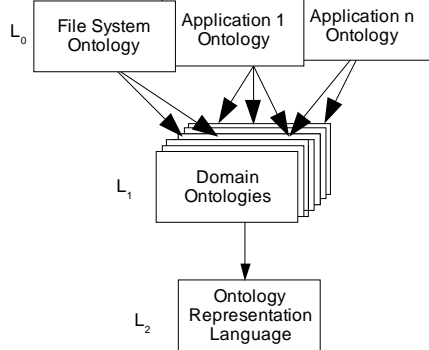 L0
File System
Ontology
Application 1
Ontology
Application n
Ontology
L1
Domain
Ontologies
L2
Ontology
Representation
Language